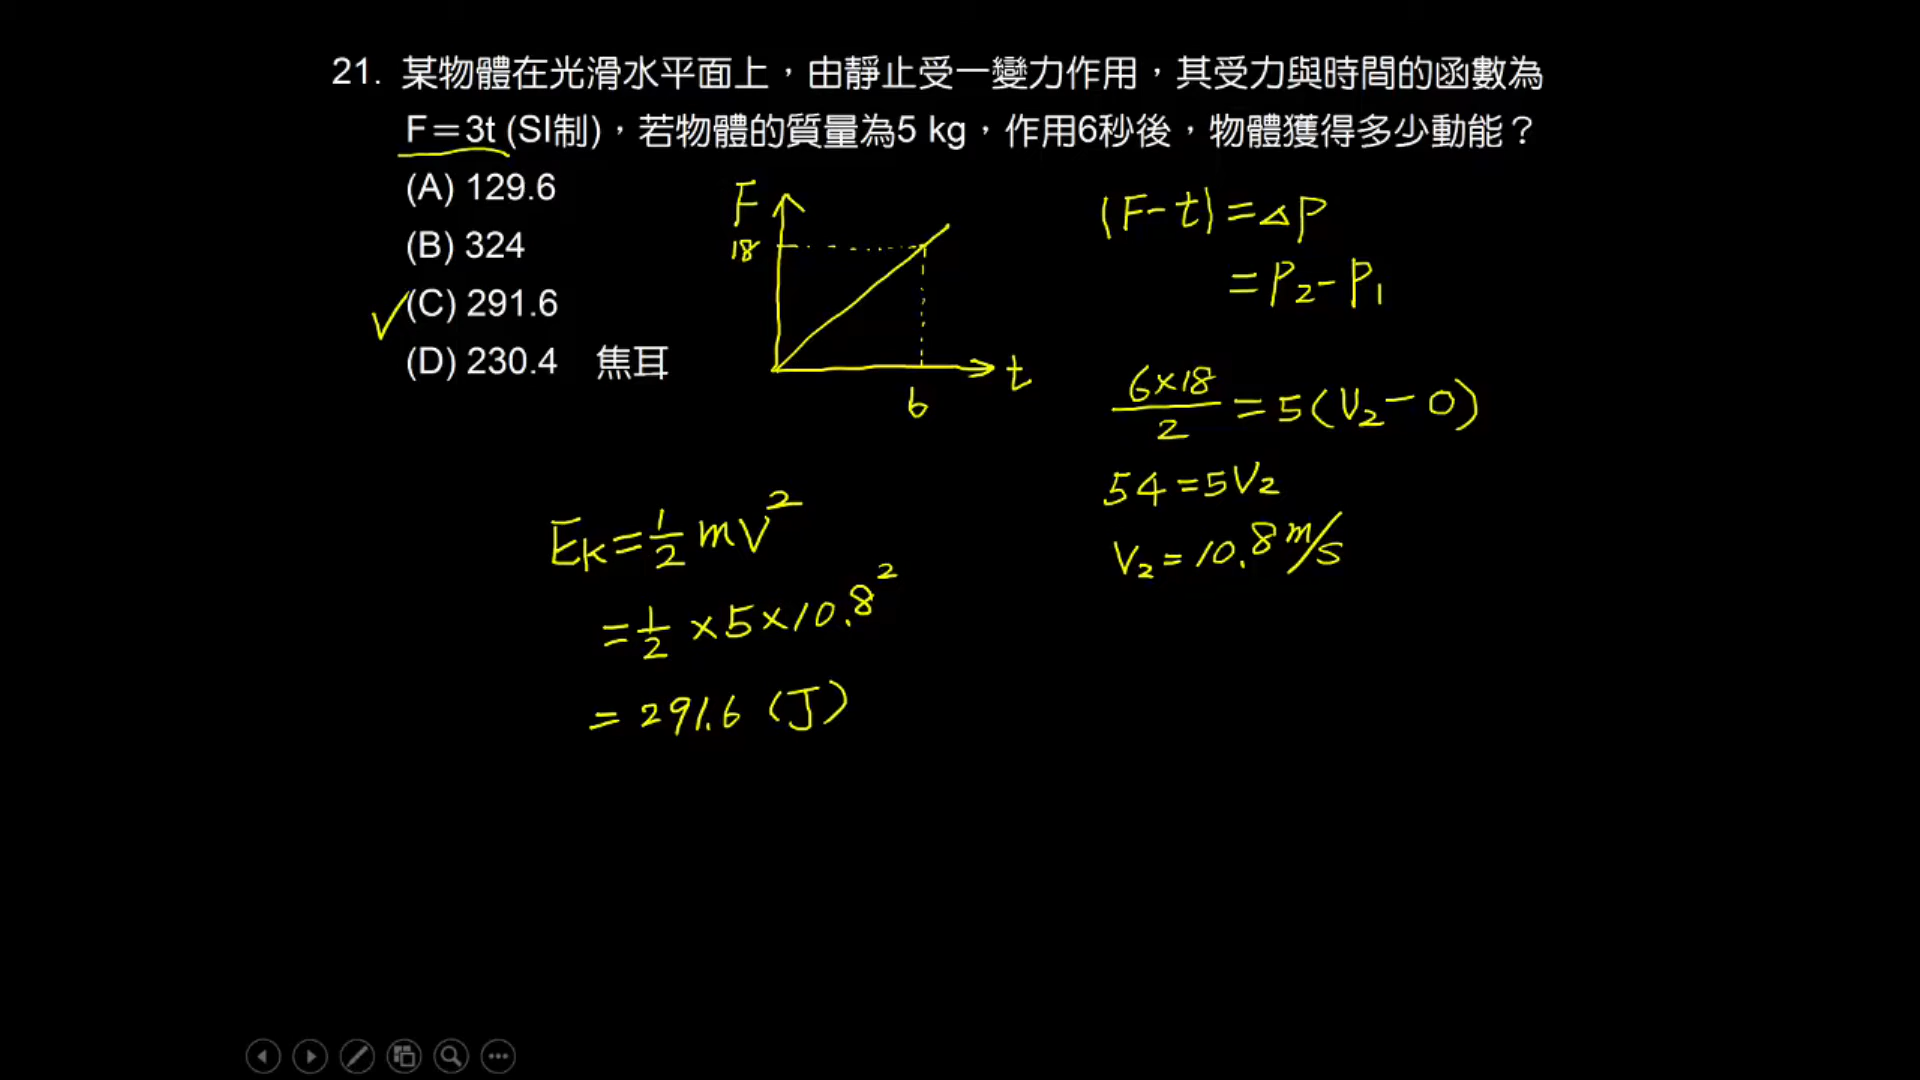 21. 某物體在光滑水平面上，由靜止受一變力作用，其受力與時間的函數為
F＝3t (SI制)，若物體的質量為5 kg，作用6秒後，物體獲得多少動能？
(A) 129.6
(B) 324
(C) 291.6
(D) 230.4 焦耳
F
18
6
t
(F-t) = ΔP
= P₂ - P₁
6×18/2 = 5(V₂ - 0)
54 = 5V₂
V₂ = 10.8 m/s
Eₖ = ½ mV²
= ½ × 5 × 10.8²
= 291.6 (J)